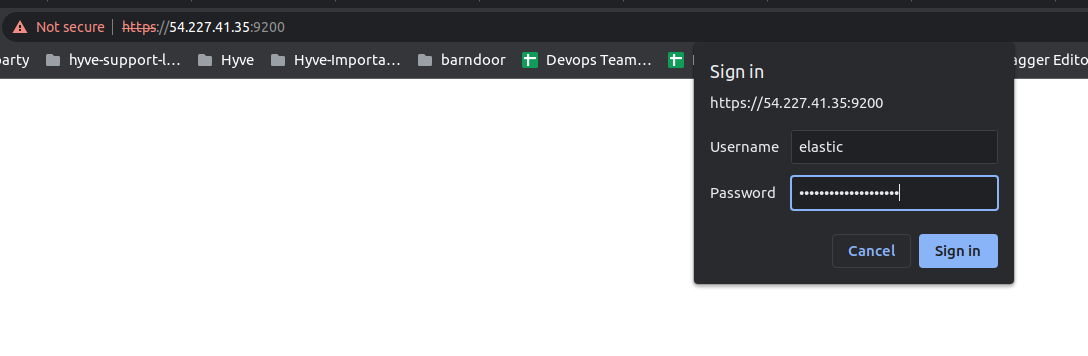 Not secure https://54.227.41.35:9200
party hyve-support-l… Hyve Hyve-Importa… barndoor Devops Team… agger Edito
Sign in
https://54.227.41.35:9200
Username elastic
Password ••••••••••••••••••••
Cancel Sign in